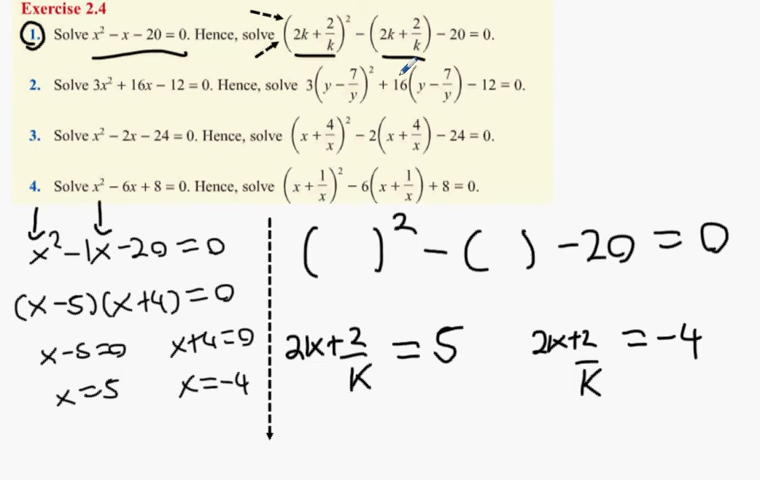 Exercise 2.4
1. Solve x² − x − 20 = 0. Hence, solve (2k + 2/k)² − (2k + 2/k) − 20 = 0.
2. Solve 3x² + 16x − 12 = 0. Hence, solve 3(y − 7/y)² + 16(y − 7/y) − 12 = 0.
3. Solve x² − 2x − 24 = 0. Hence, solve (x + 4/x)² − 2(x + 4/x) − 24 = 0.
4. Solve x² − 6x + 8 = 0. Hence, solve (x + 1/x)² − 6(x + 1/x) + 8 = 0.
x² − 1x − 20 = 0
(x − 5)(x + 4) = 0
x − 5 = 0 x + 4 = 0
x = 5 x = −4
( )² − ( ) − 20 = 0
2k + 2/k = 5 2k + 2/k = −4